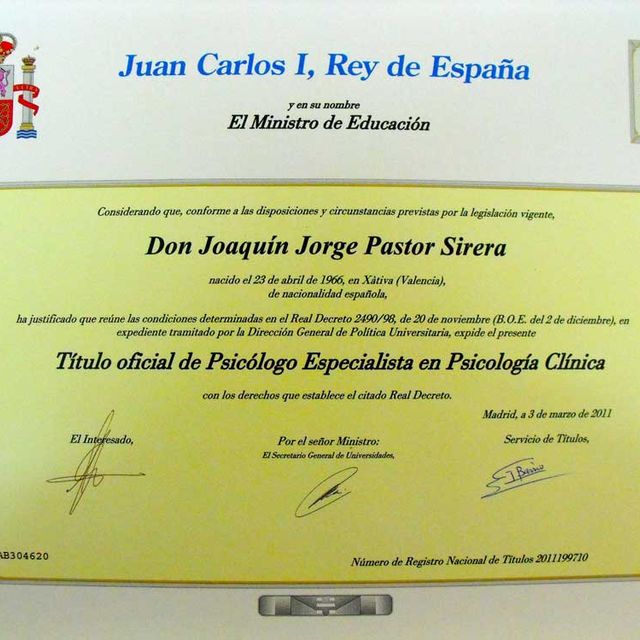 Juan Carlos I, Rey de España
y en su nombre
El Ministro de Educación
Considerando que, conforme a las disposiciones y circunstancias previstas por la legislación vigente,
Don Joaquín Jorge Pastor Sirera
nacido el 23 de abril de 1966, en Xàtiva (Valencia),
de nacionalidad española,
ha justificado que reúne las condiciones determinadas en el Real Decreto 2490/98, de 20 de noviembre (B.O.E. del 2 de diciembre), en
expediente tramitado por la Dirección General de Política Universitaria, expide el presente
Título oficial de Psicólogo Especialista en Psicología Clínica
con los derechos que establece el citado Real Decreto.
Madrid, a 3 de marzo de 2011
El Interesado,
Por el señor Ministro:
Servicio de Títulos,
El Secretario General de Universidades,
AB304620
Número de Registro Nacional de Títulos 2011199710